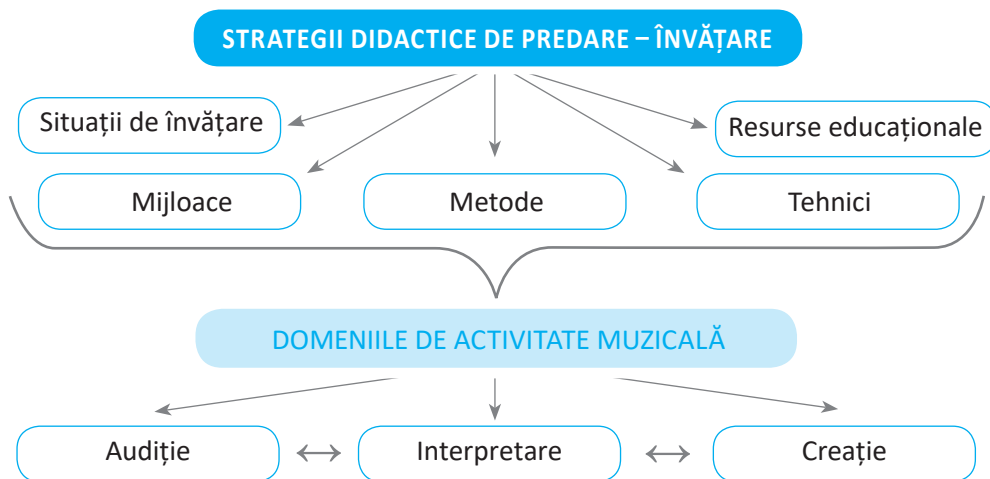 STRATEGII DIDACTICE DE PREDARE – ÎNVĂȚARE
Situații de învățare
Resurse educaționale
Mijloace
Metode
Tehnici
DOMENIILE DE ACTIVITATE MUZICALĂ
Audiție
Interpretare
Creație